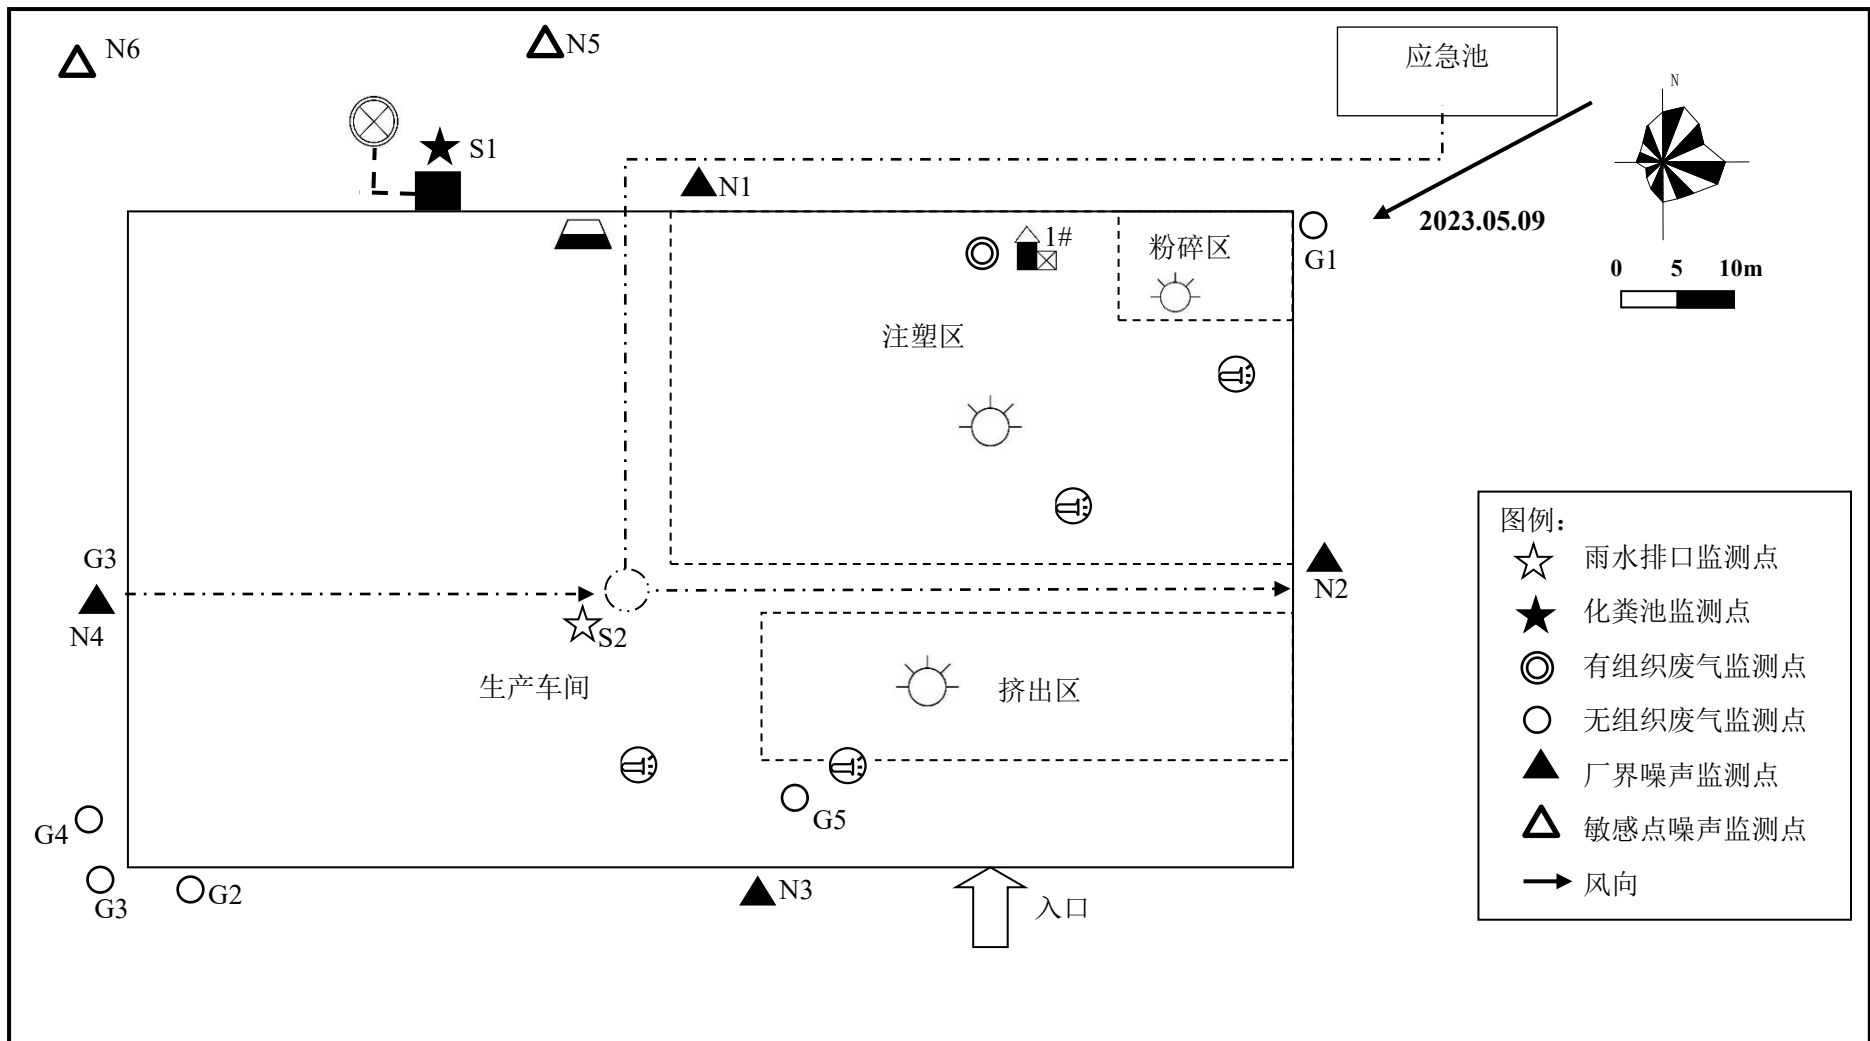 N6
N5
应急池
N
S1
N1
2023.05.09
1#
粉碎区
G1
0 5 10m
注塑区
图例：
雨水排口监测点
化粪池监测点
有组织废气监测点
无组织废气监测点
厂界噪声监测点
敏感点噪声监测点
风向
G3
N4
N2
S2
生产车间
挤出区
G4
G5
G3
G2
N3
入口